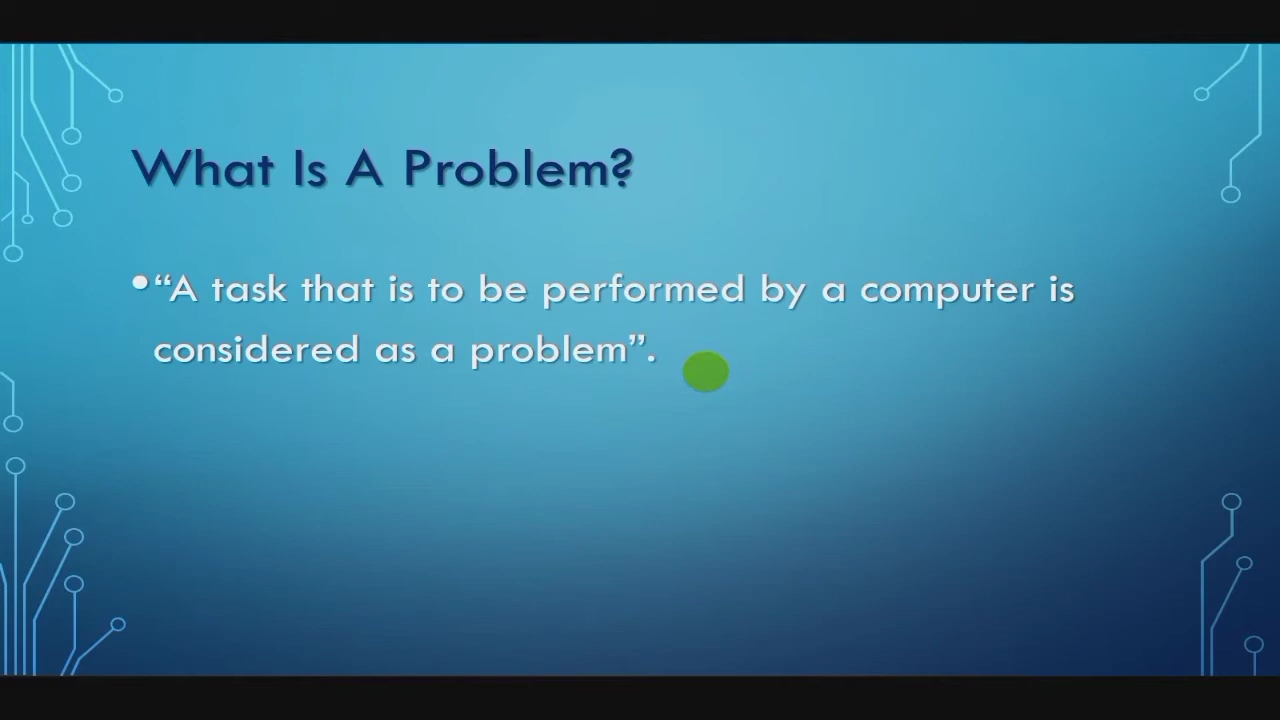 What Is A Problem?
•“A task that is to be performed by a computer is
considered as a problem”.